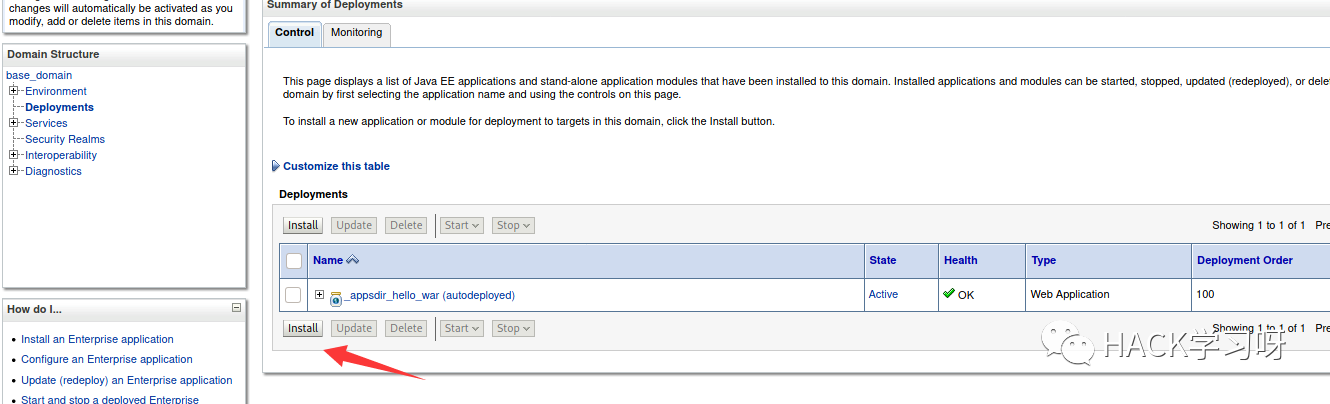 changes will automatically be activated as you
modify, add or delete items in this domain.
Domain Structure
base_domain
Environment
Deployments
Services
Security Realms
Interoperability
Diagnostics
How do I...
Install an Enterprise application
Configure an Enterprise application
Update (redeploy) an Enterprise application
Start and stop a deployed Enterprise
Summary of Deployments
Control Monitoring
This page displays a list of Java EE applications and stand-alone application modules that have been installed to this domain. Installed applications and modules can be started, stopped, updated (redeployed), or dele
domain by first selecting the application name and using the controls on this page.
To install a new application or module for deployment to targets in this domain, click the Install button.
Customize this table
Deployments
Install Update Delete Start Stop Showing 1 to 1 of 1 Pre
Name State Health Type Deployment Order
_appsdir_hello_war (autodeployed) Active OK Web Application 100
Install Update Delete Start Stop Showing 1 to 1 of 1 Pre
HACK学习呀